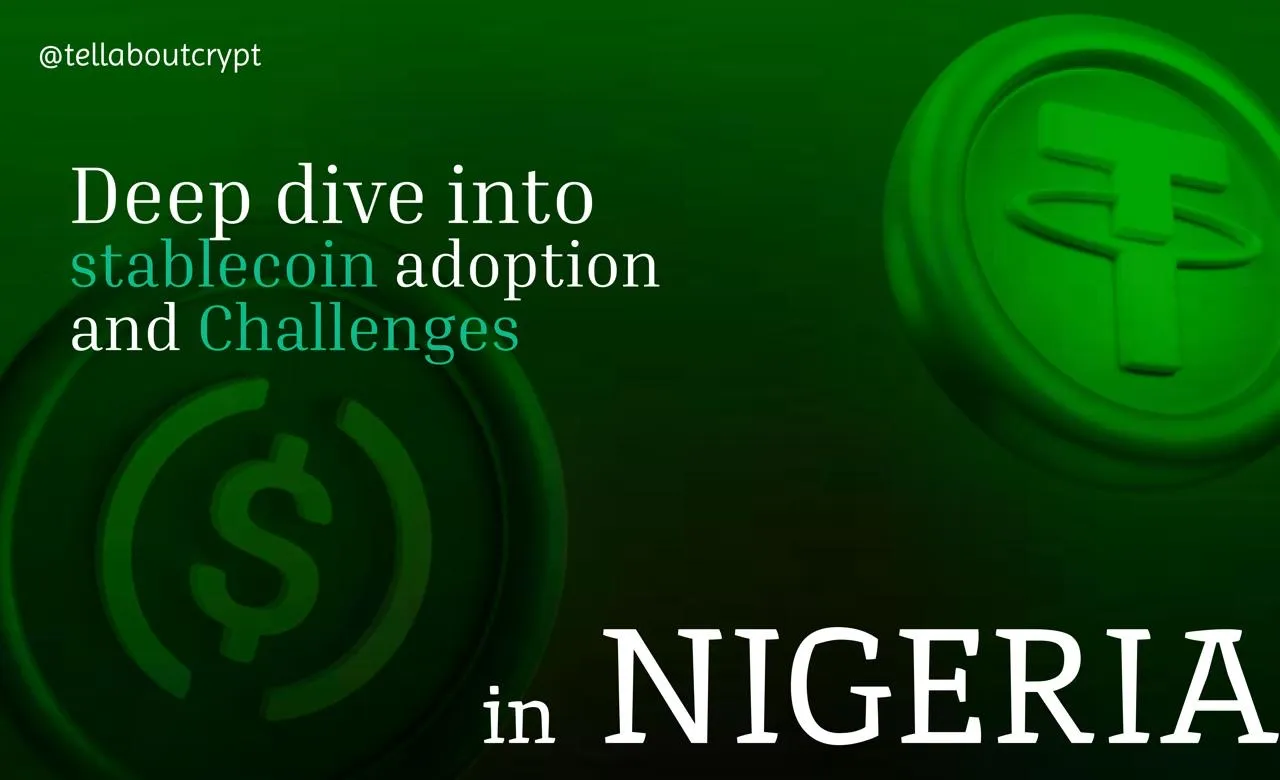 @tellaboutcrypt
Deep dive into
stablecoin adoption
and Challenges
in NIGERIA